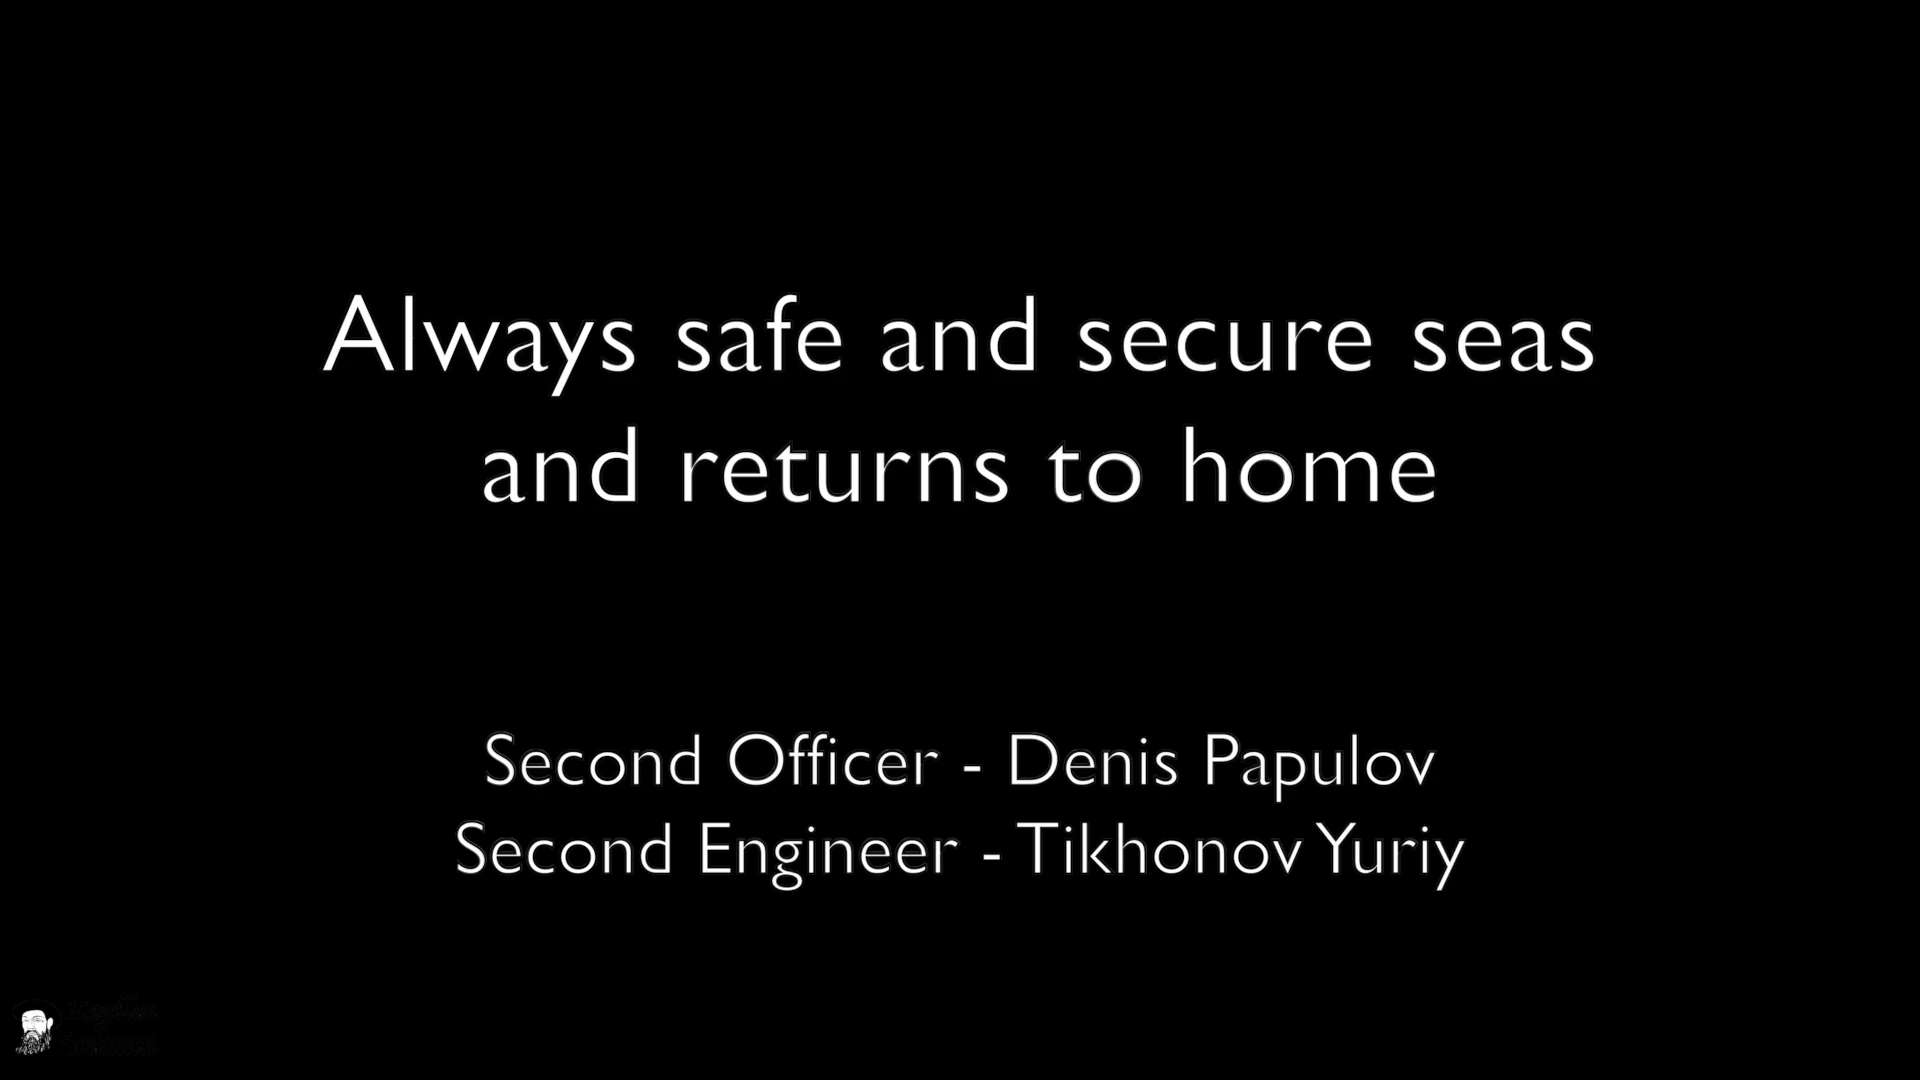 Always safe and secure seas
and returns to home
Second Officer - Denis Papulov
Second Engineer - Tikhonov Yuriy